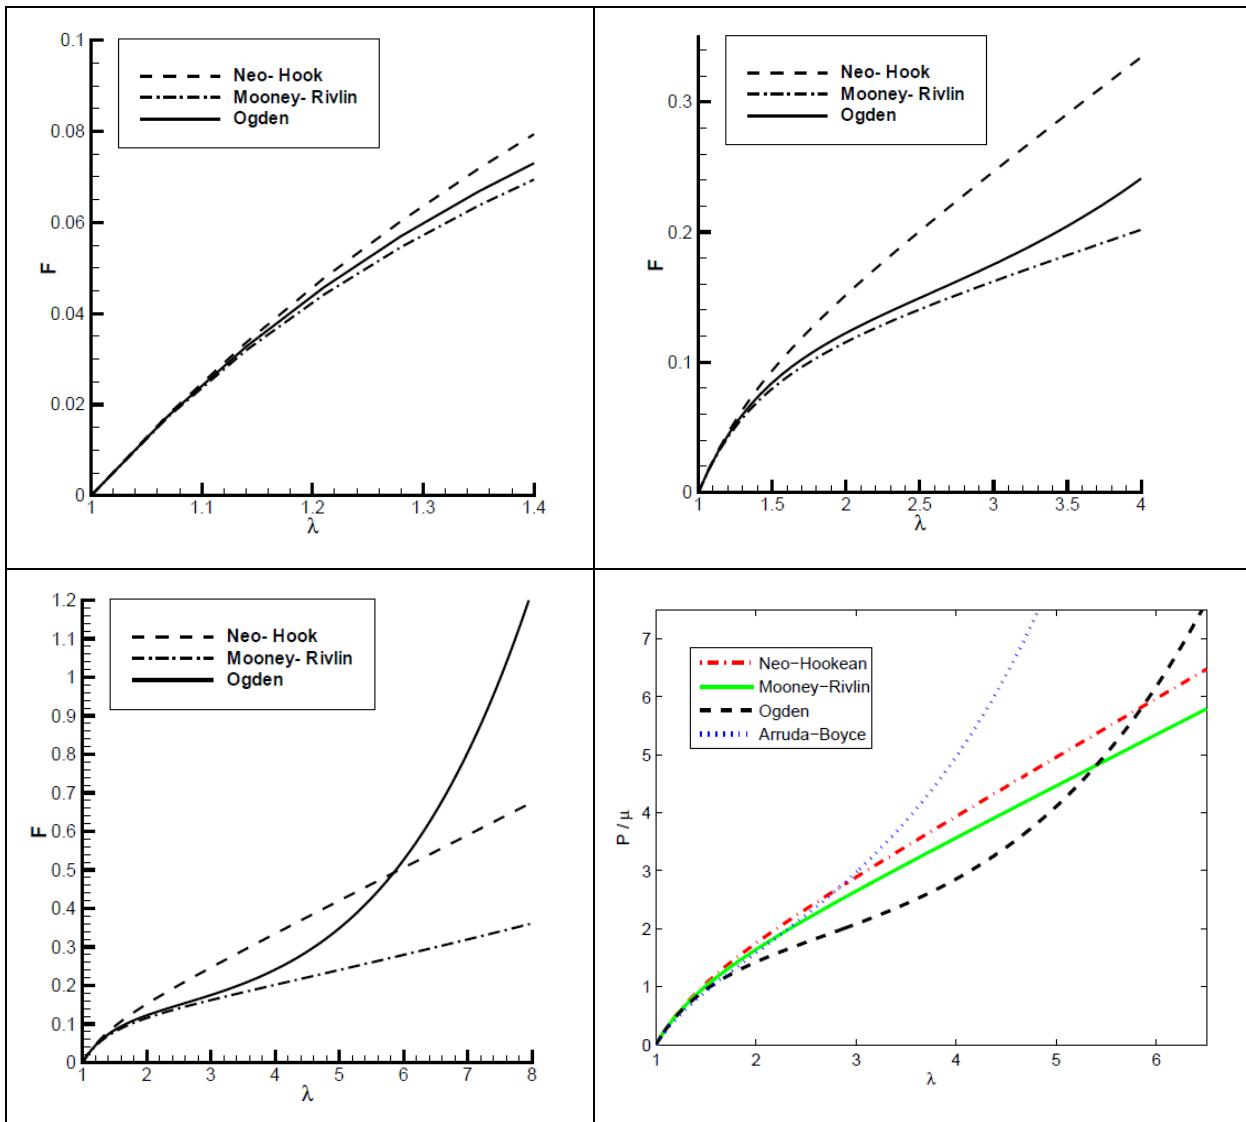 0.1
Neo- Hook
Mooney- Rivlin
Ogden
0.08
0.06
F
0.04
0.02
0
1 1.1 1.2 1.3 1.4
λ
Neo- Hook
Mooney- Rivlin
Ogden
0.3
0.2
F
0.1
0
1 1.5 2 2.5 3 3.5 4
λ
1.2
Neo- Hook
Mooney- Rivlin
Ogden
1.1
1
0.9
0.8
0.7
0.6
F
0.5
0.4
0.3
0.2
0.1
0
1 2 3 4 5 6 7 8
λ
7
Neo-Hookean
Mooney-Rivlin
Ogden
Arruda-Boyce
6
5
4
P / μ
3
2
1
0
1 2 3 4 5 6
λ